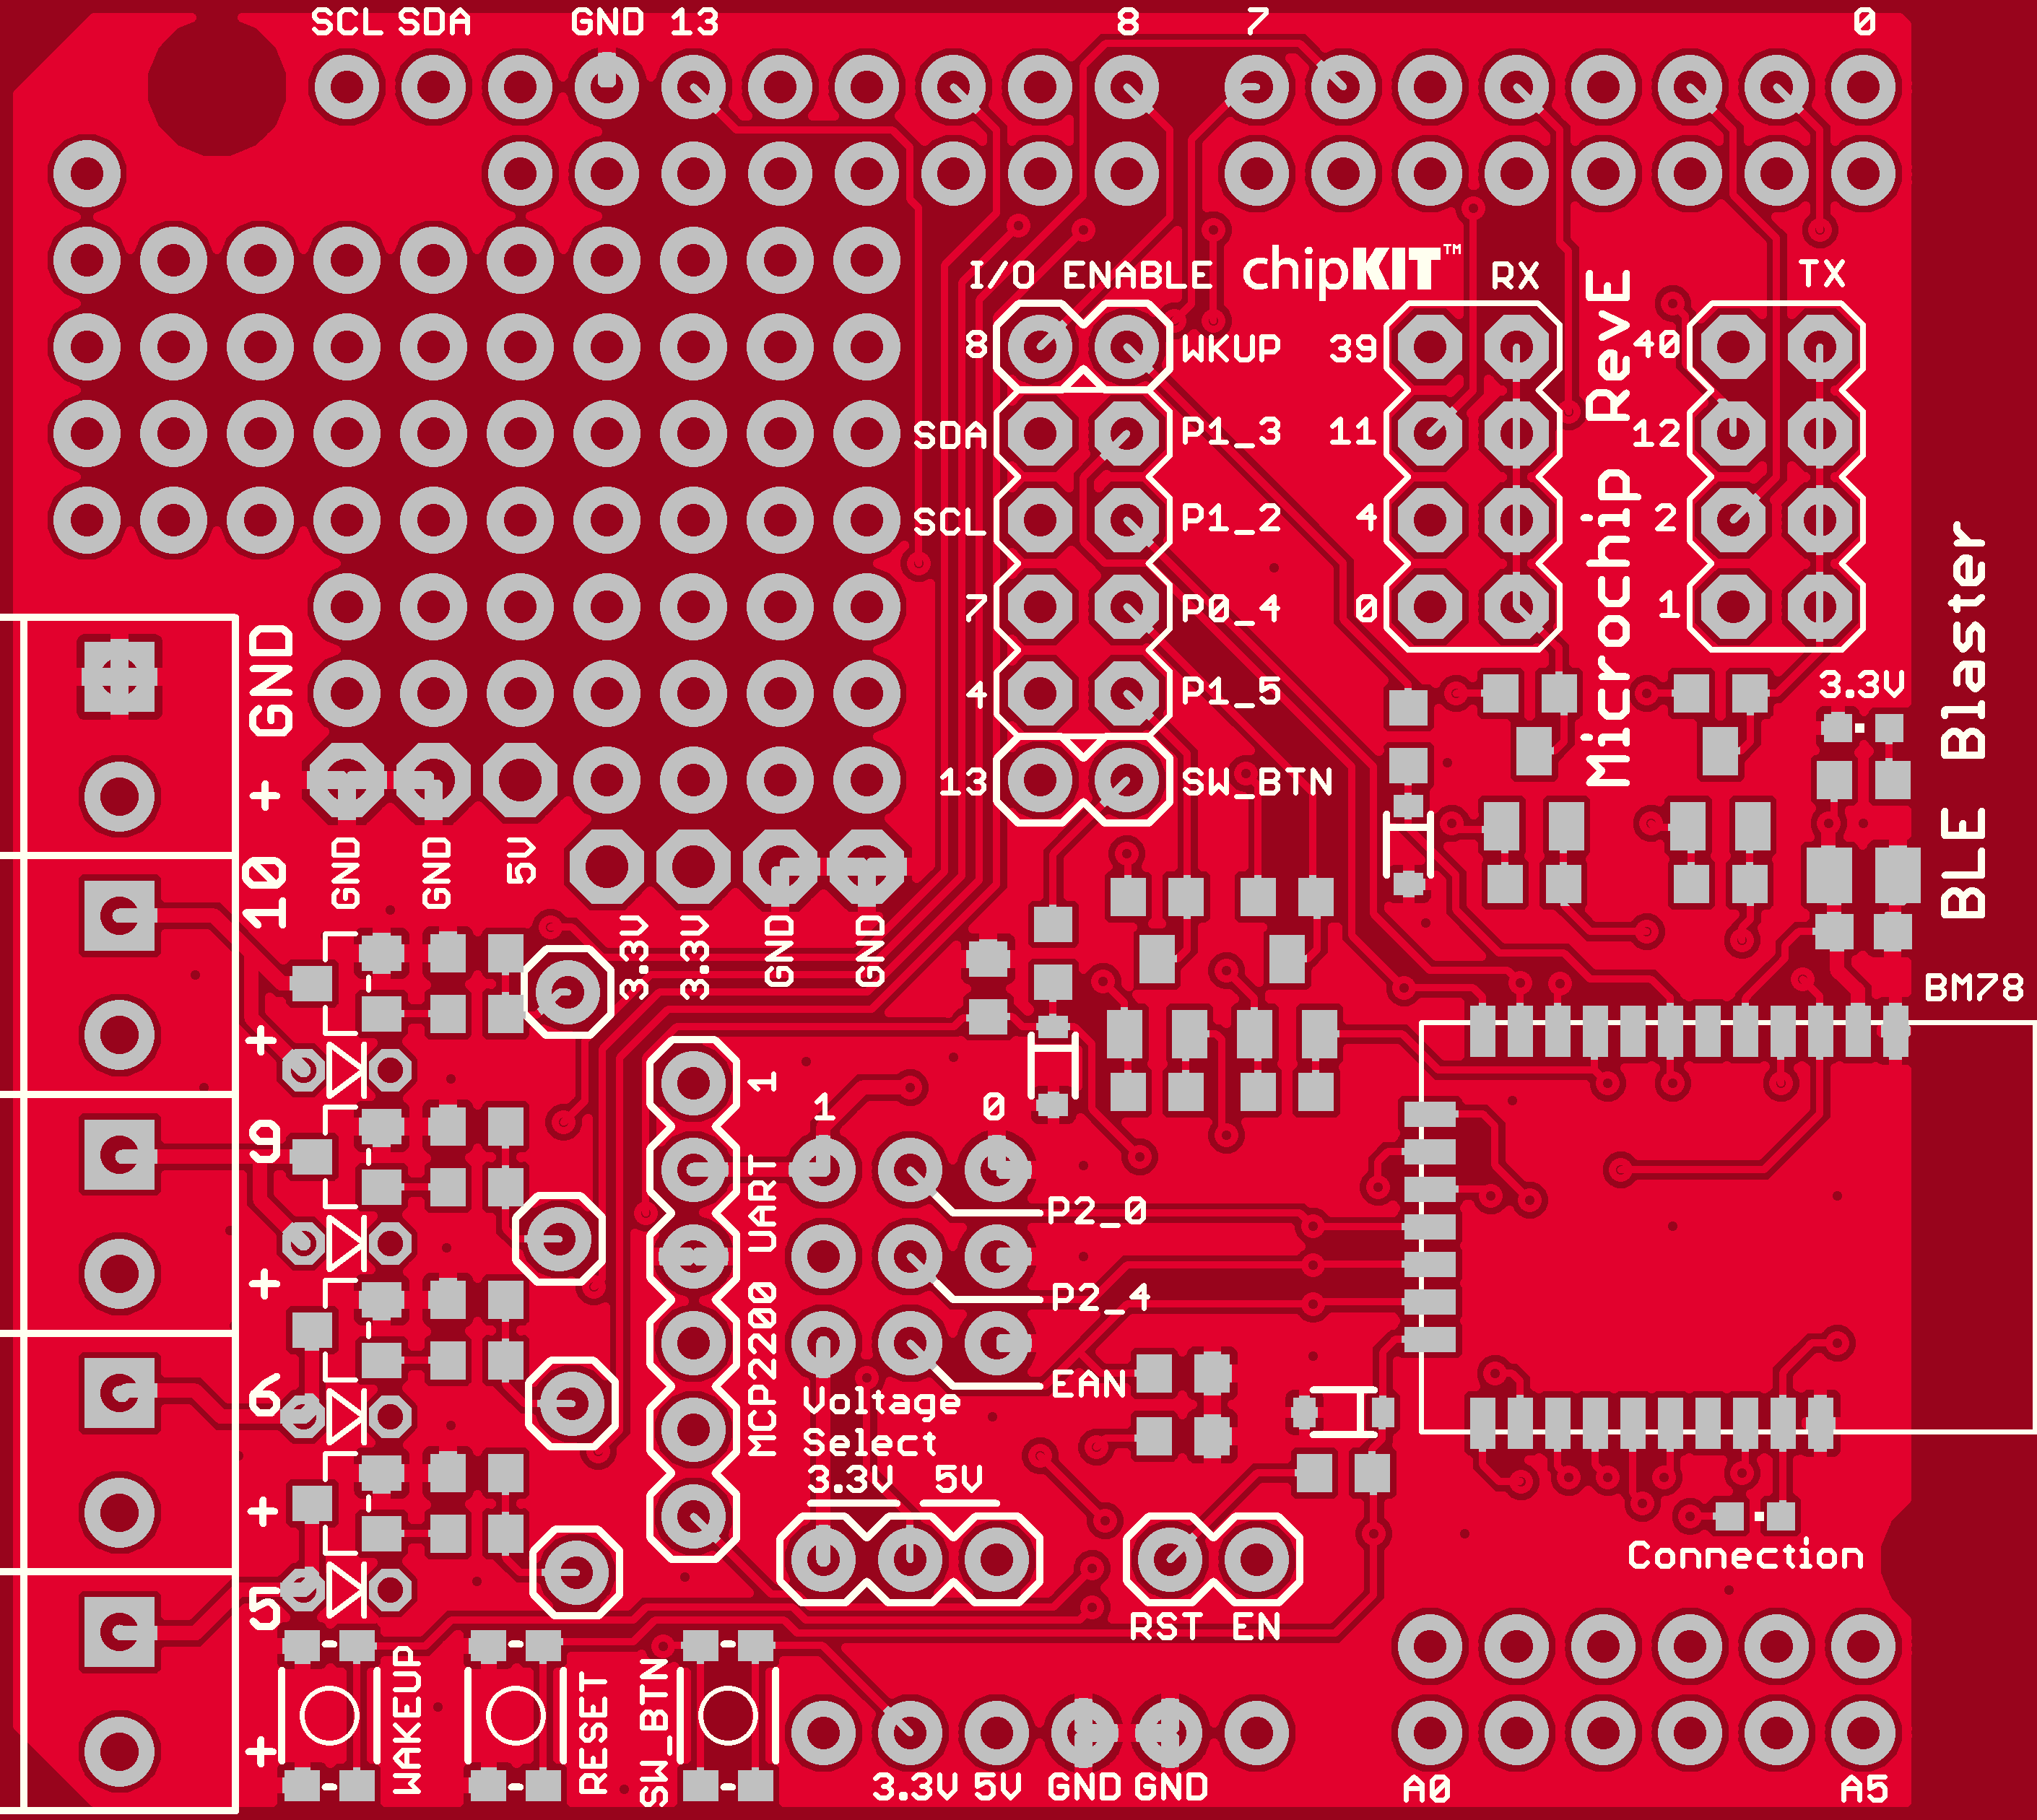 SCL SDA GND 13 8 7 0
I/O ENABLE
chipKIT™
RX
TX
8 WKUP
SDA P1_3
SCL P1_2
7 P0_4
4 P1_5
13 SW_BTN
39
11
4
0
Microchip RevE
40
12
2
1
3.3V
BLE Blaster
BM78
GND
+
10
+
9
+
6
+
5
+
GND
GND
5V
3.3V
3.3V
GND
GND
1
MCP2200 UART
1 0
P2_0
P2_4
EAN
Voltage
Select
3.3V 5V
RST EN
Connection
WAKEUP
RESET
SW_BTN
3.3V 5V GND GND
A0 A5